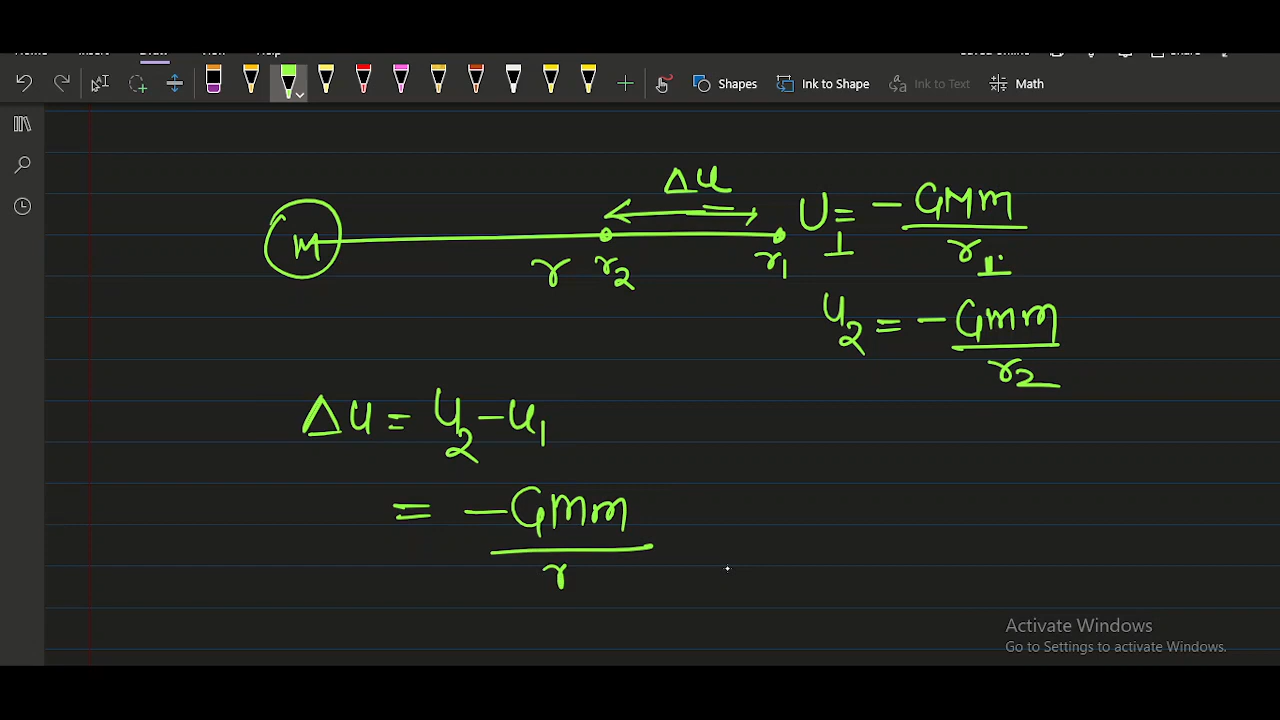 Shapes Ink to Shape Ink to Text Math
ΔU
M
r r2 r1
U1 = -GMm/r1
U2 = -GMm/r2
ΔU = U2 - U1
= -GMm/r
Activate Windows
Go to Settings to activate Windows.